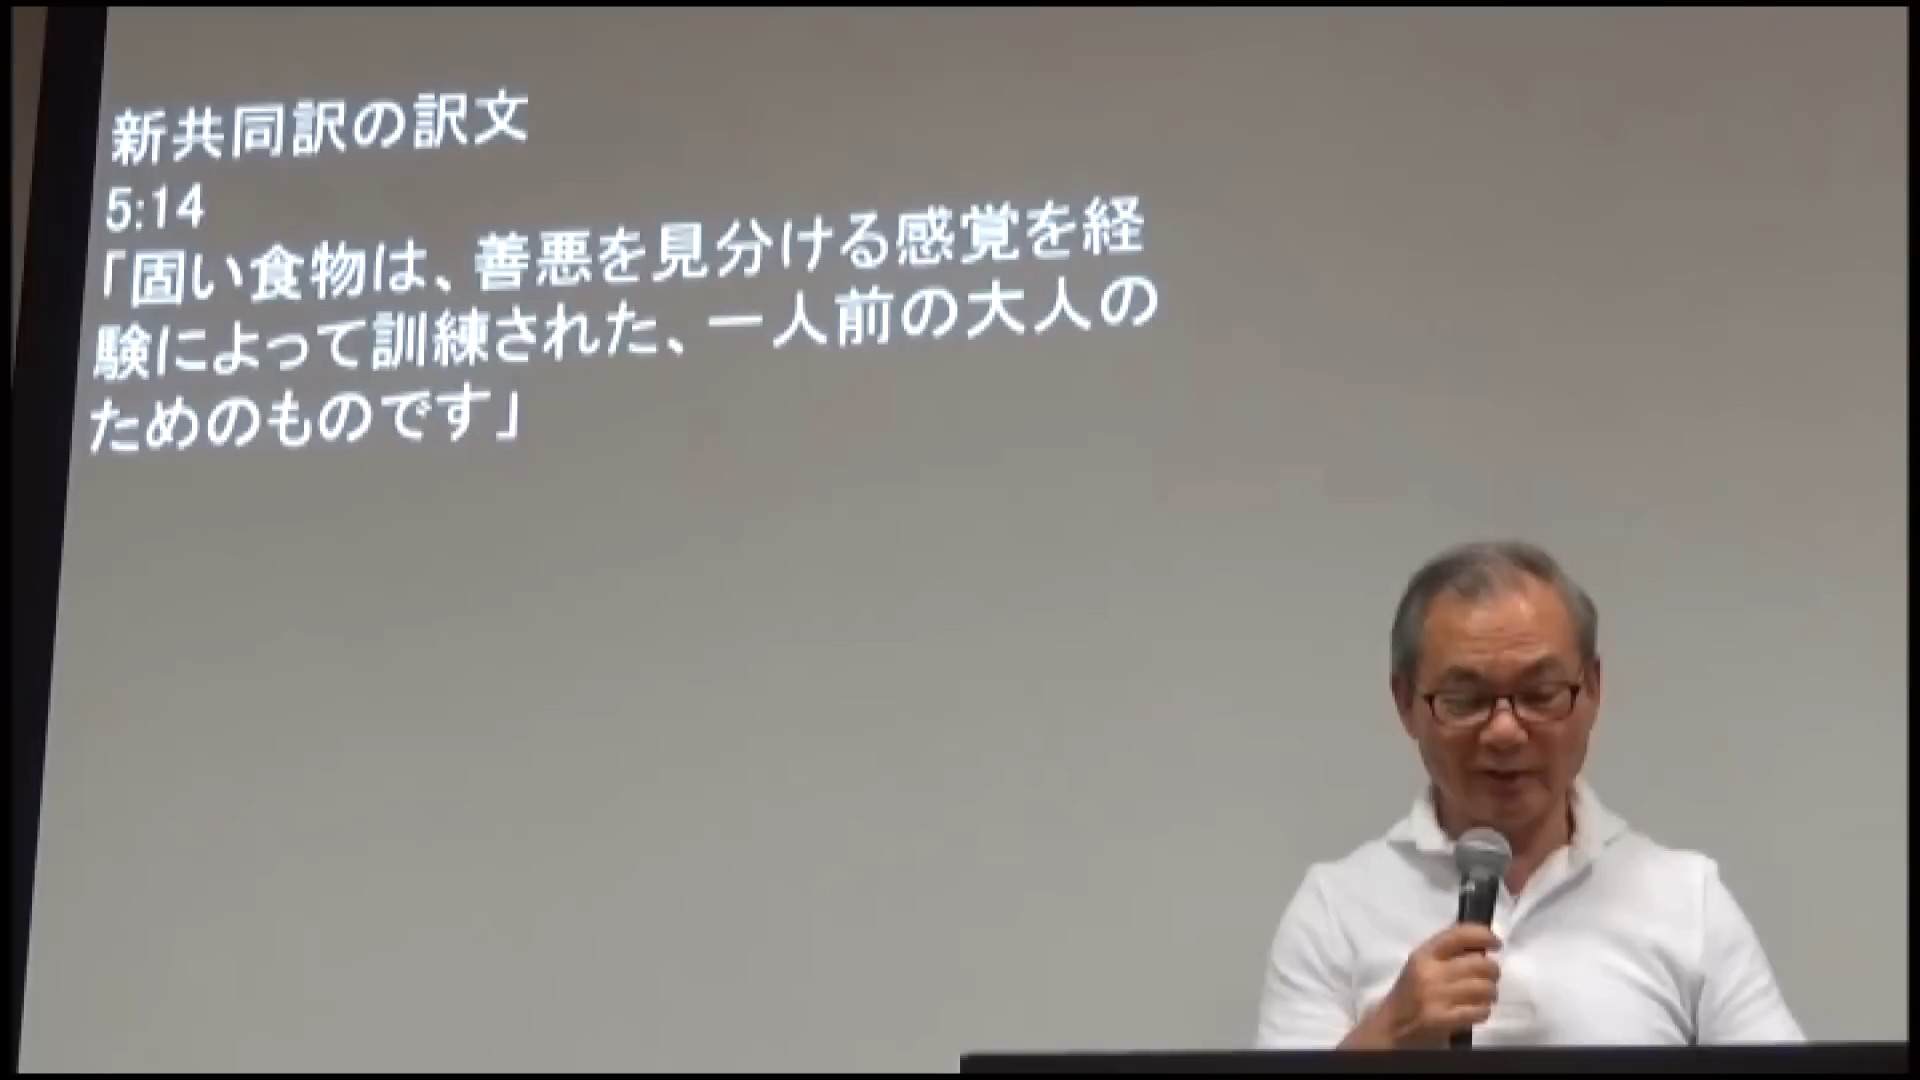 新共同訳の訳文
5:14
「固い食物は、善悪を見分ける感覚を経
験によって訓練された、一人前の大人の
ためのものです」